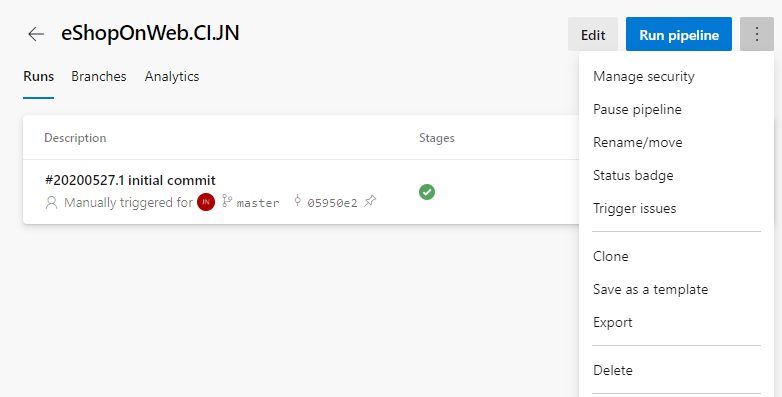 eShopOnWeb.CI.JN
Edit
Run pipeline
Runs Branches Analytics
Description Stages
#20200527.1 initial commit
Manually triggered for JN master 05950e2
Manage security
Pause pipeline
Rename/move
Status badge
Trigger issues
Clone
Save as a template
Export
Delete